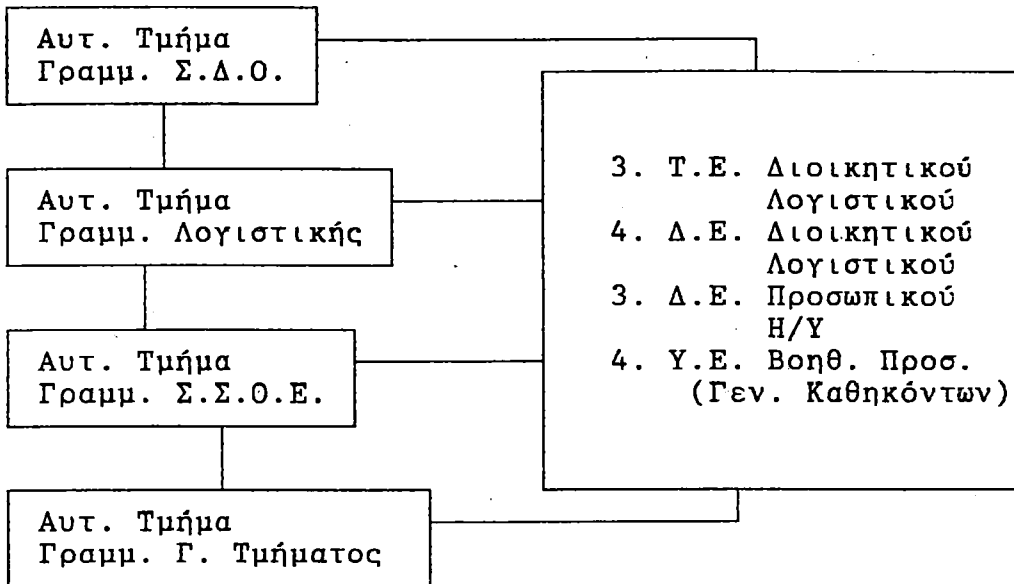 Αυτ. Τμήμα
Γραμμ. Σ.Δ.Ο.
Αυτ. Τμήμα
Γραμμ. Λογιστικής
Αυτ. Τμήμα
Γραμμ. Σ.Σ.Ο.Ε.
Αυτ. Τμήμα
Γραμμ. Γ. Τμήματος
3. Τ.Ε. Διοικητικού
Λογιστικού
4. Δ.Ε. Διοικητικού
Λογιστικού
3. Δ.Ε. Προσωπικού
Η/Υ
4. Υ.Ε. Βοηθ. Προσ.
(Γεν. Καθηκόντων)